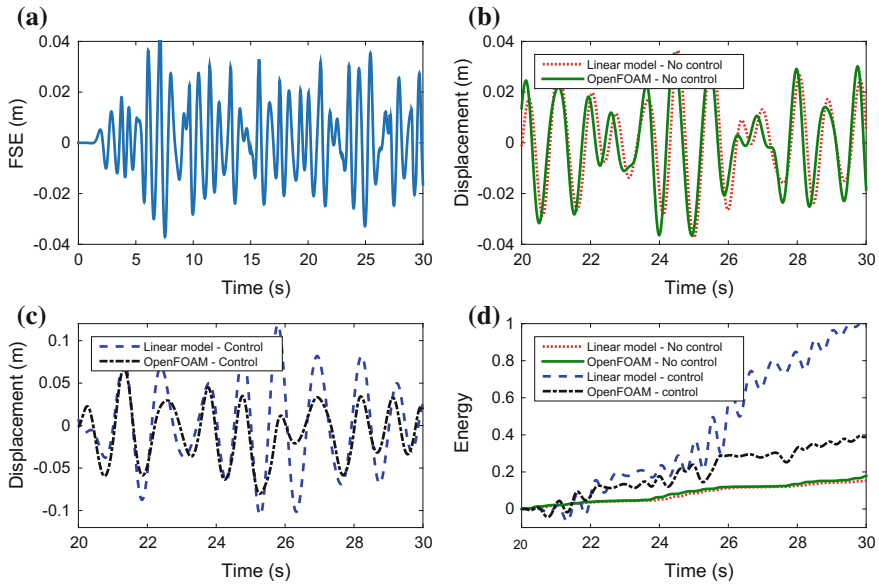 (a)
FSE (m)
0.04
0.02
0
-0.02
-0.04
0 5 10 15 20 25 30
Time (s)
(b)
Displacement (m)
0.04
0.02
0
-0.02
-0.04
Linear model - No control
OpenFOAM - No control
20 22 24 26 28 30
Time (s)
(c)
Displacement (m)
0.1
0.05
0
-0.05
-0.1
Linear model - Control
OpenFOAM - Control
20 22 24 26 28 30
Time (s)
(d)
Energy
1
0.8
0.6
0.4
0.2
0
Linear model - No control
OpenFOAM - No control
Linear model - control
OpenFOAM - control
20 22 24 26 28 30
Time (s)